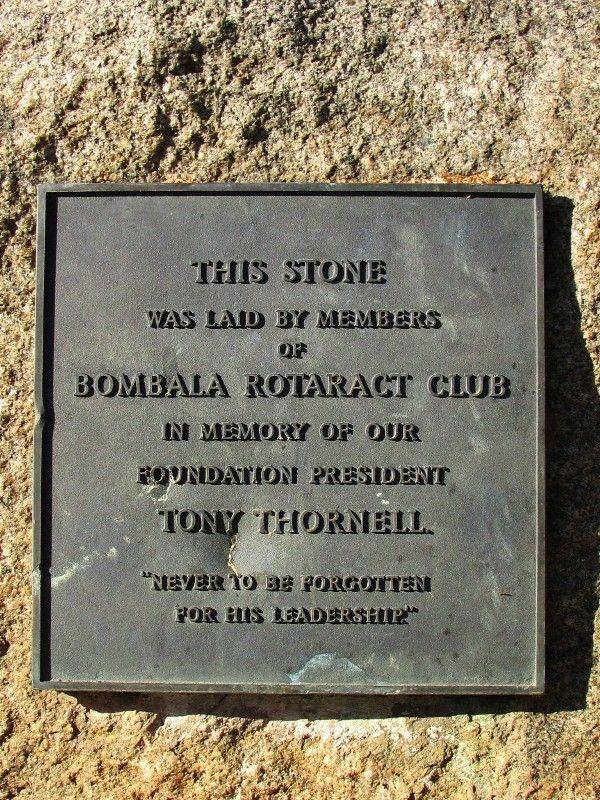 THIS STONE
WAS LAID BY MEMBERS
OF
BOMBALA ROTARACT CLUB
IN MEMORY OF OUR
FOUNDATION PRESIDENT
TONY THORNELL.
"NEVER TO BE FORGOTTEN
FOR HIS LEADERSHIP."